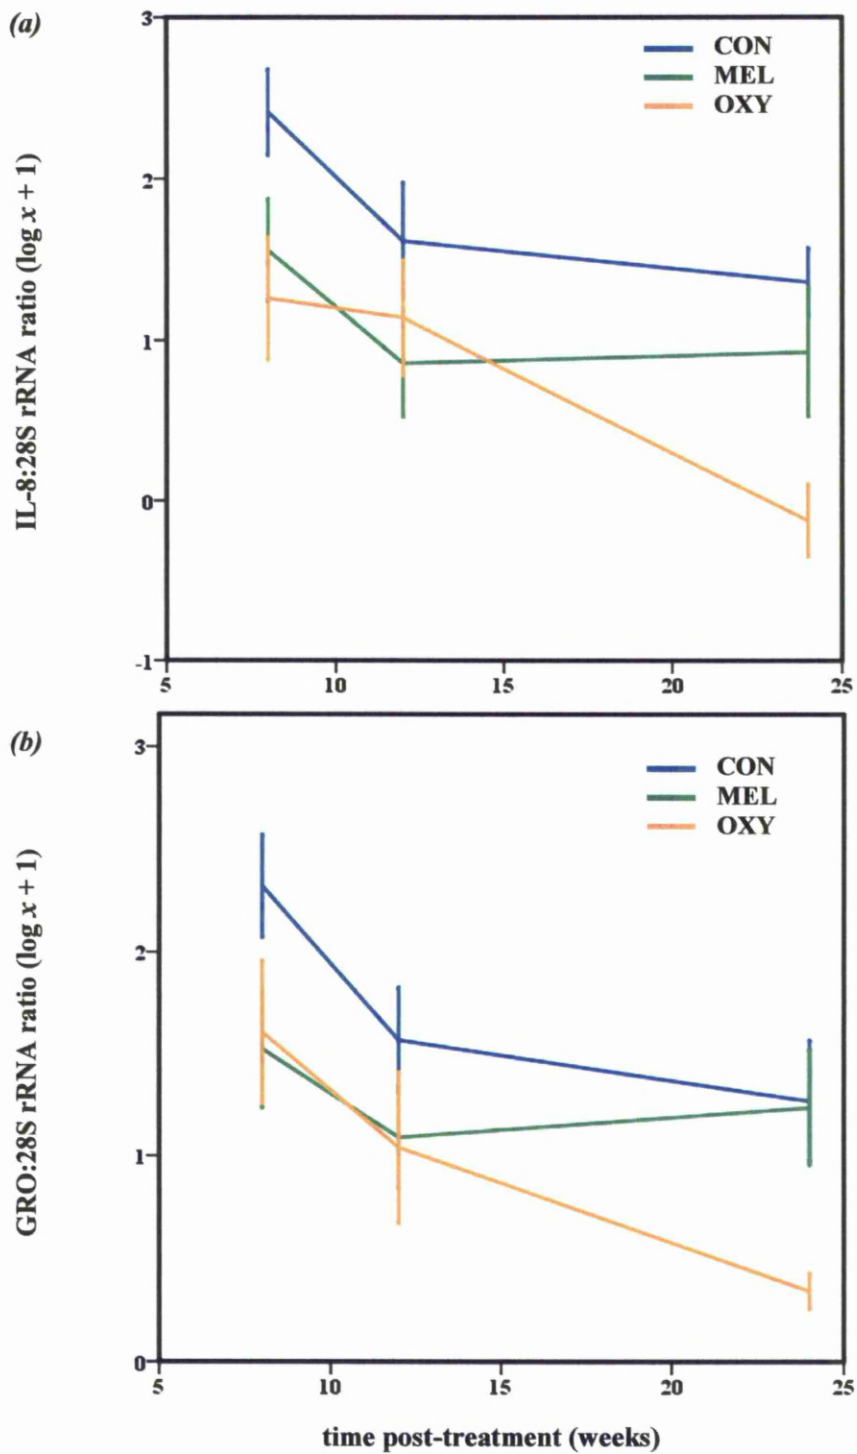 (a)
IL-8:28S rRNA ratio (log x + 1)
3
2
1
0
-1
CON
MEL
OXY
5 10 15 20 25
(b)
GRO:28S rRNA ratio (log x + 1)
3
2
1
0
CON
MEL
OXY
5 10 15 20 25
time post-treatment (weeks)